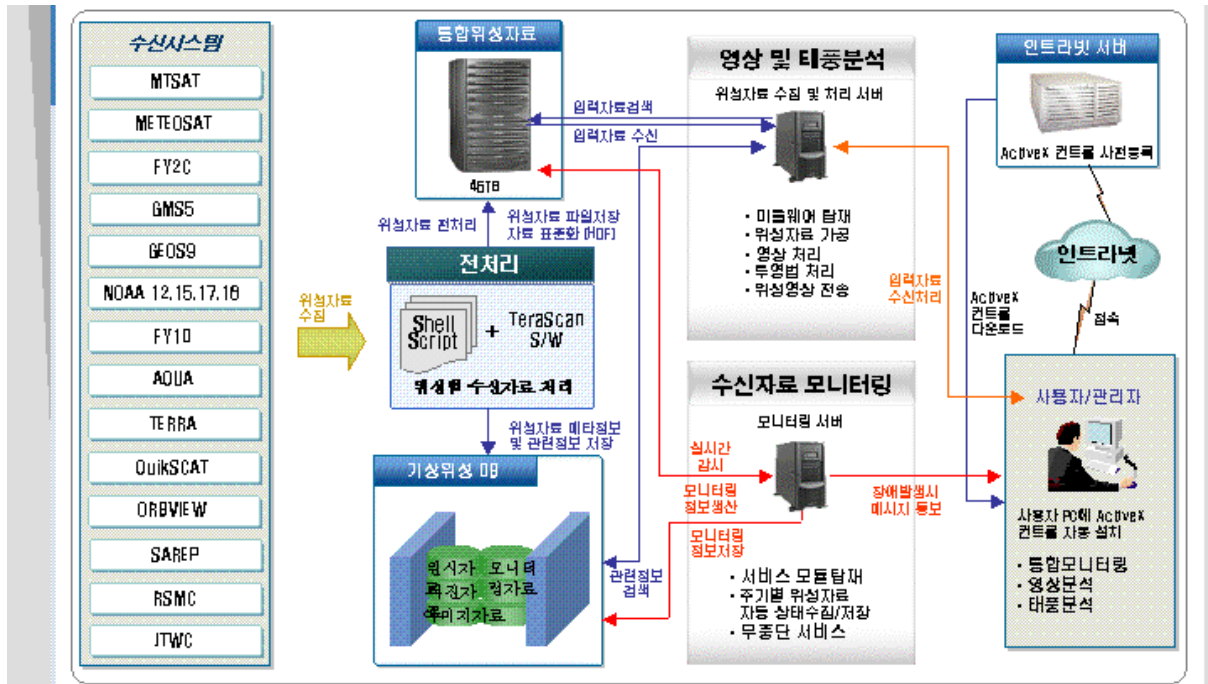 수신시스템
MTSAT
METEOSAT
FY2C
GMS5
GEOS9
NOAA 12,15,17,18
FY1D
AQUA
TERRA
QuikSCAT
ORBVIEW
SAREP
RSMC
JTWC
위성자료
수집
통합위성자료
46TB
위성자료 전처리
위성자료 파일저장
자료 표준화 (HDF)
전처리
Shell
Script
+
TeraScan
S/W
위성별 수신자료 처리
위성자료 메타정보
및 관련정보 저장
기상위성 DB
원시자
모니터
링자료
이미지자료
입력자료검색
입력자료 수신
영상 및 태풍분석
위성자료 수집 및 처리 서버
· 미들웨어 탑재
· 위성자료 가공
· 영상 처리
· 투영법 처리
· 위성영상 전송
입력자료
수신처리
수신자료 모니터링
모니터링 서버
실시간
감시
모니터링
정보생산
모니터링
정보저장
관련정보
검색
장애발생시
메시지 통보
· 서비스 모듈탑재
· 주기별 위성자료
자동 상태수집/저장
· 무중단 서비스
인트라넷 서버
ActiveX 컨트롤 사전등록
인트라넷
ActiveX
컨트롤
다운로드
접속
사용자/관리자
사용자 PC에 ActiveX
컨트롤 자동 설치
· 통합모니터링
· 영상분석
· 태풍분석